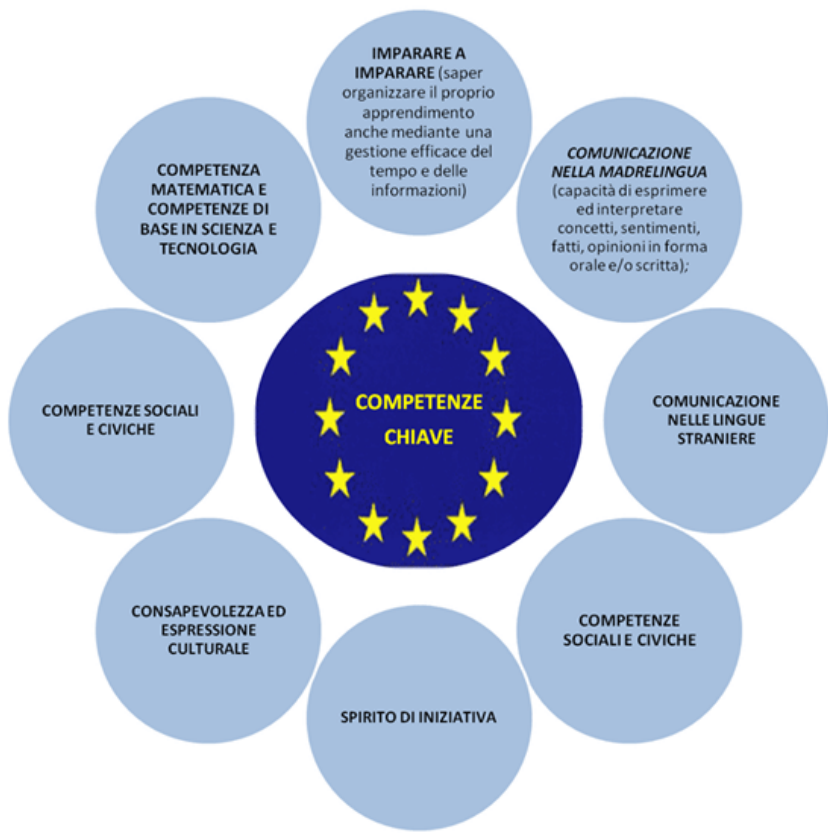 IMPARARE A
IMPARARE (saper
organizzare il proprio
apprendimento
anche mediante una
gestione efficace del
tempo e delle
informazioni)
COMUNICAZIONE
NELLA MADRELINGUA
(capacità di esprimere
ed interpretare
concetti, sentimenti,
fatti, opinioni in forma
orale e/o scritta);
COMUNICAZIONE
NELLE LINGUE
STRANIERE
COMPETENZE
SOCIALI E CIVICHE
SPIRITO DI INIZIATIVA
CONSAPEVOLEZZA ED
ESPRESSIONE
CULTURALE
COMPETENZE SOCIALI
E CIVICHE
COMPETENZA
MATEMATICA E
COMPETENZE DI
BASE IN SCIENZA E
TECNOLOGIA
COMPETENZE
CHIAVE